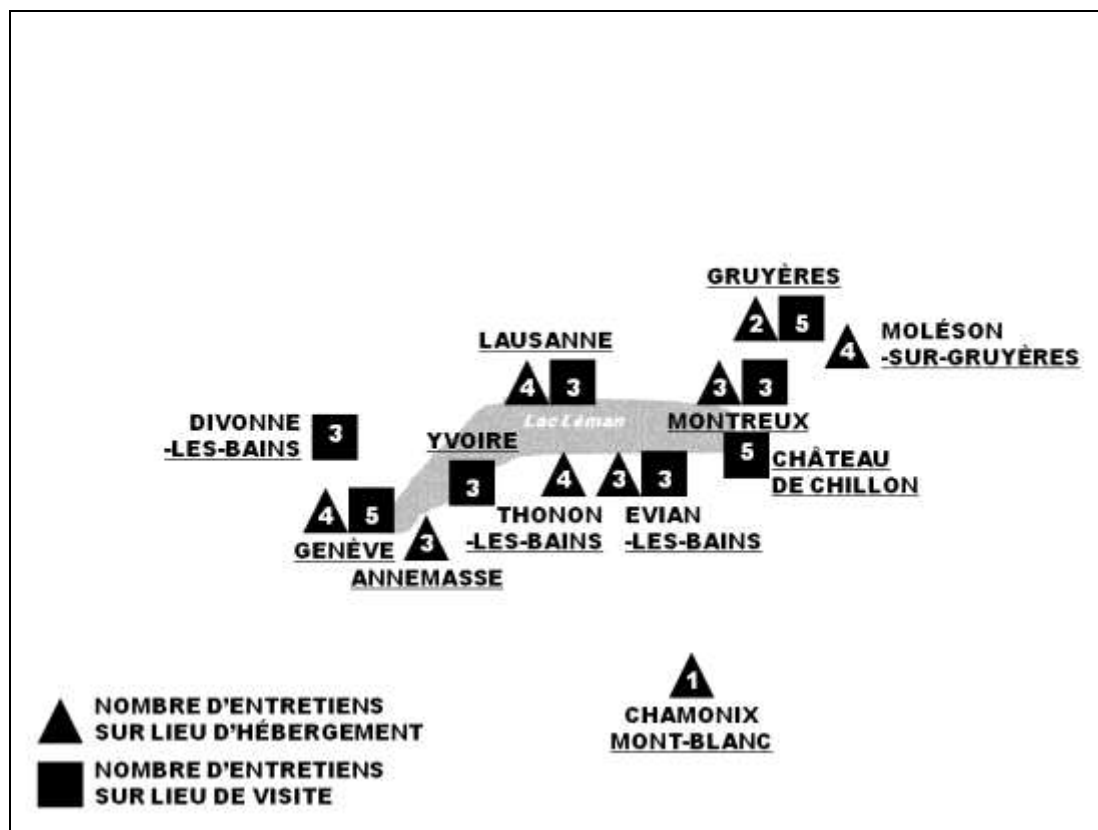 GRUYÈRES
2
5
4
MOLÉSON
-SUR-GRUYÈRES
LAUSANNE
4
3
3
3
Lac Léman
MONTREUX
DIVONNE
-LES-BAINS
3
YVOIRE
3
5
CHÂTEAU
DE CHILLON
4
THONON
-LES-BAINS
3
3
EVIAN
-LES-BAINS
4
5
GENÈVE
3
ANNEMASSE
1
CHAMONIX
MONT-BLANC
NOMBRE D'ENTRETIENS
SUR LIEU D'HÉBERGEMENT
NOMBRE D'ENTRETIENS
SUR LIEU DE VISITE